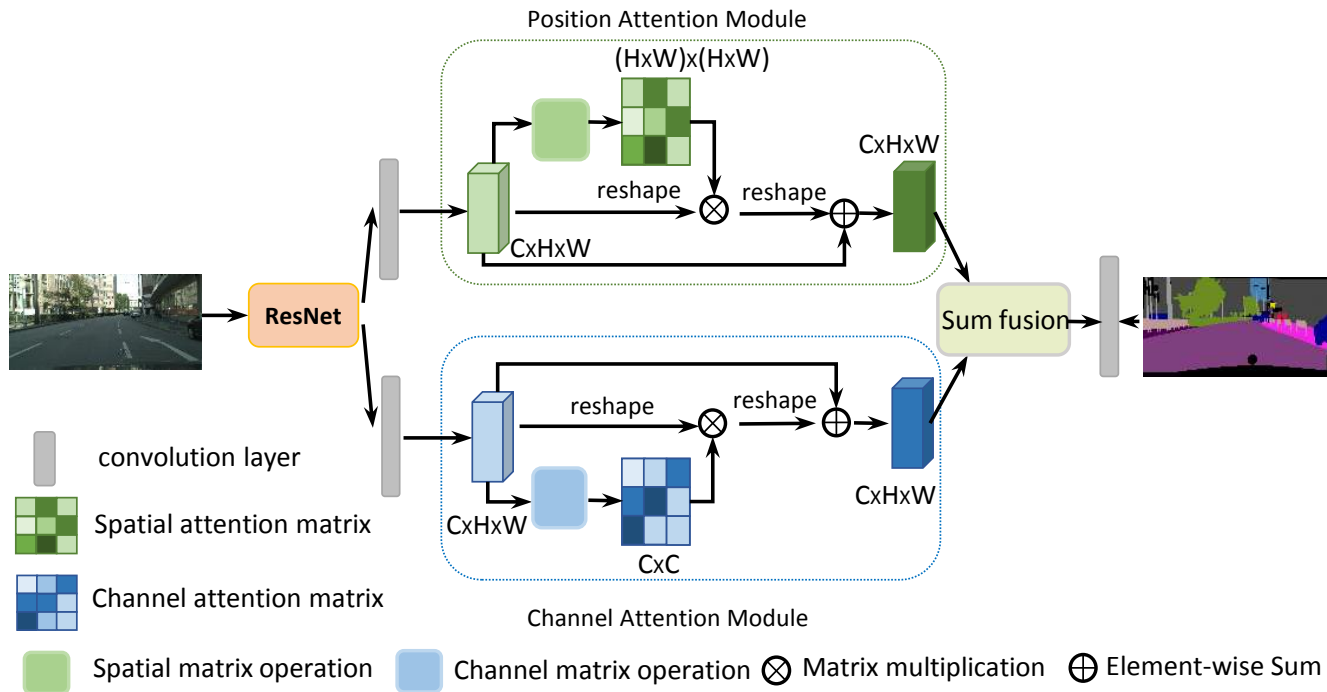 Position Attention Module
(HxW)x(HxW)
CxHxW
reshape
reshape
CxHxW
ResNet
Sum fusion
reshape
reshape
convolution layer
CxHxW
CxHxW
Spatial attention matrix
CxC
Channel attention matrix
Channel Attention Module
Spatial matrix operation
Channel matrix operation
Matrix multiplication
Element-wise Sum